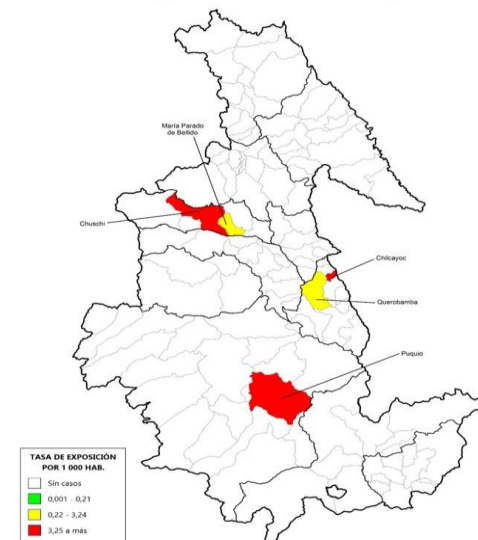 María Parado
de Bellido
Chuschi
Chilcayoc
Querobamba
Puquio
TASA DE EXPOSICIÓN
POR 1 000 HAB.
Sin casos
0,001 - 0,21
0,22 - 3,24
3,25 a más